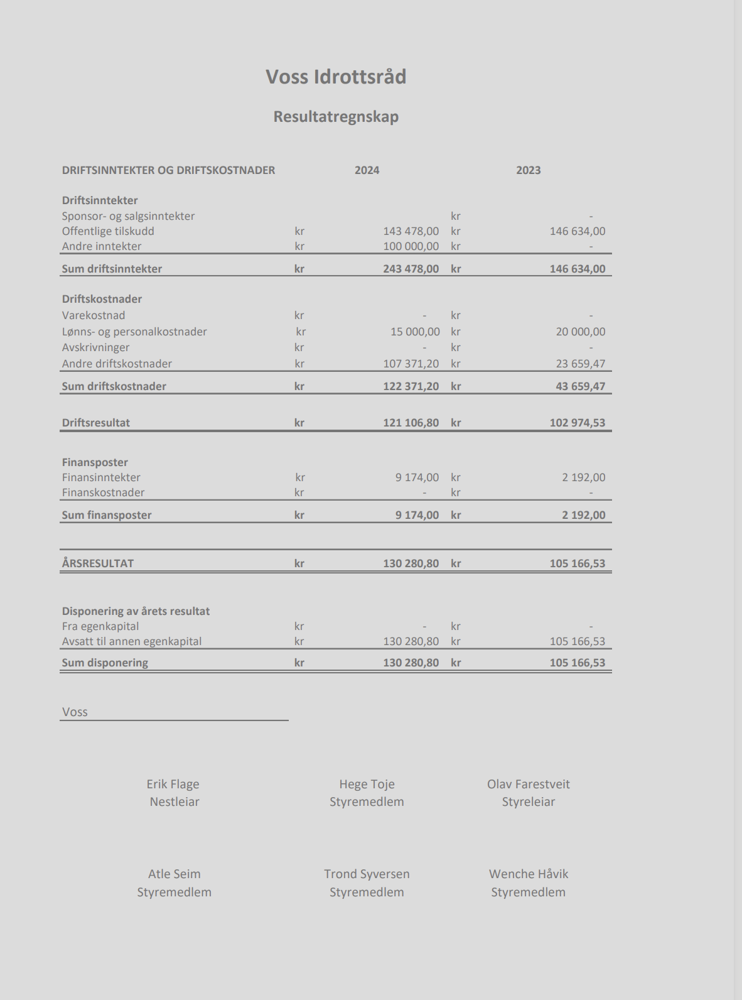 Voss Idrottsråd
Resultatregnskap
DRIFTSINNTEKTER OG DRIFTSKOSTNADER 2024 2023
Driftsinntekter
Sponsor- og salgsinntekter kr -
Offentlige tilskudd kr 143 478,00 kr 146 634,00
Andre inntekter kr 100 000,00 kr -
Sum driftsinntekter kr 243 478,00 kr 146 634,00
Driftskostnader
Varekostnad kr - kr -
Lønns- og personalkostnader kr 15 000,00 kr 20 000,00
Avskrivninger kr - kr -
Andre driftskostnader kr 107 371,20 kr 23 659,47
Sum driftskostnader kr 122 371,20 kr 43 659,47
Driftsresultat kr 121 106,80 kr 102 974,53
Finansposter
Finansinntekter kr 9 174,00 kr 2 192,00
Finanskostnader kr - kr -
Sum finansposter kr 9 174,00 kr 2 192,00
ÅRSRESULTAT kr 130 280,80 kr 105 166,53
Disponering av årets resultat
Fra egenkapital kr - kr -
Avsatt til annen egenkapital kr 130 280,80 kr 105 166,53
Sum disponering kr 130 280,80 kr 105 166,53
Voss
Erik Flage Hege Toje Olav Farestveit
Nestleiar Styremedlem Styreleiar
Atle Seim Trond Syversen Wenche Håvik
Styremedlem Styremedlem Styremedlem